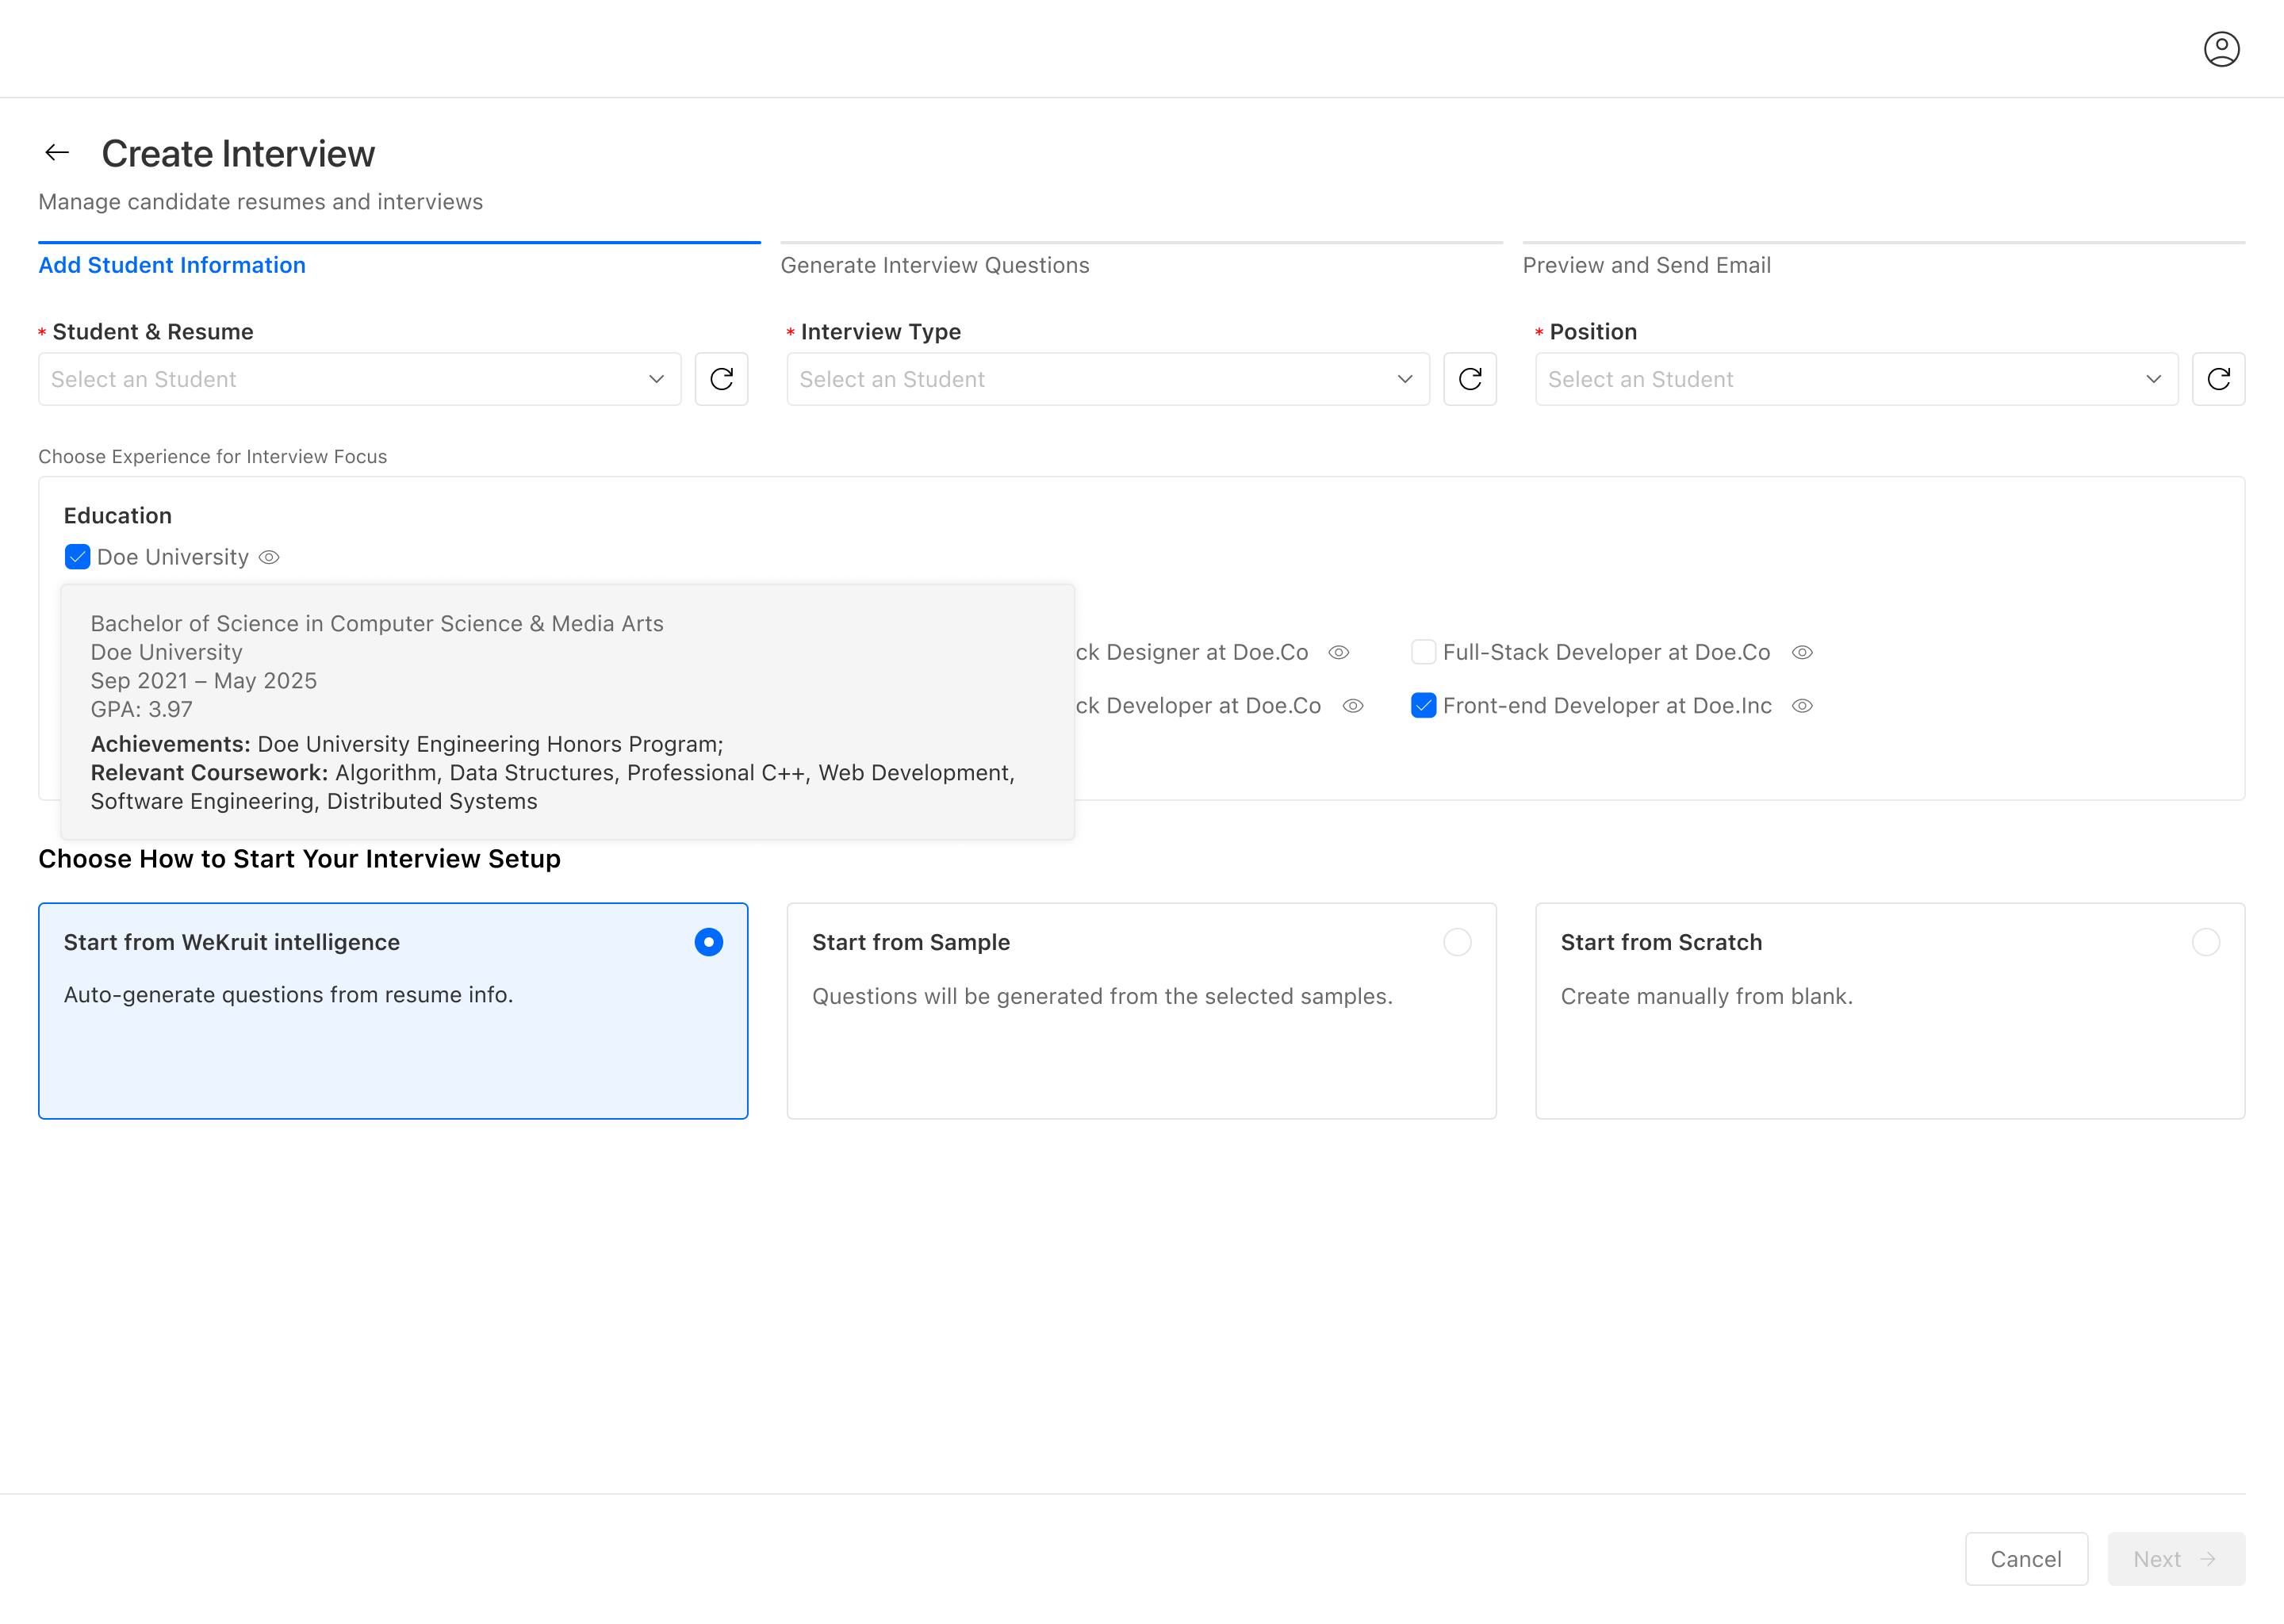 Create Interview
Manage candidate resumes and interviews
Add Student Information
Generate Interview Questions
Preview and Send Email
* Student & Resume
* Interview Type
* Position
Select an Student
Select an Student
Select an Student
Choose Experience for Interview Focus
Education
Doe University
Bachelor of Science in Computer Science & Media Arts
Doe University
Sep 2021 – May 2025
GPA: 3.97
Achievements: Doe University Engineering Honors Program;
Relevant Coursework: Algorithm, Data Structures, Professional C++, Web Development,
Software Engineering, Distributed Systems
ck Designer at Doe.Co
Full-Stack Developer at Doe.Co
ck Developer at Doe.Co
Front-end Developer at Doe.Inc
Choose How to Start Your Interview Setup
Start from WeKruit intelligence
Auto-generate questions from resume info.
Start from Sample
Questions will be generated from the selected samples.
Start from Scratch
Create manually from blank.
Cancel
Next